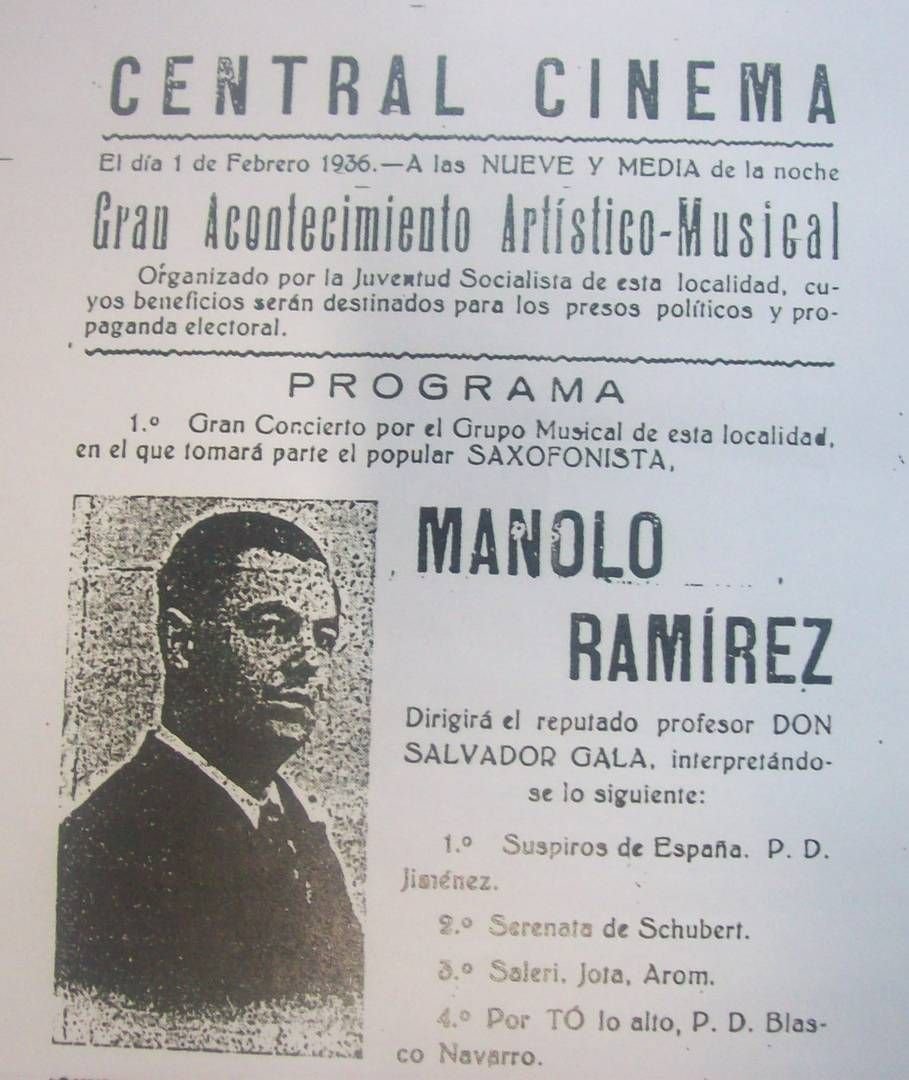 CENTRAL CINEMA
El día 1 de Febrero 1936.—A las NUEVE Y MEDIA de la noche
Gran Acontecimiento Artístico-Musical
Organizado por la Juventud Socialista de esta localidad, cu-
yos beneficios serán destinados para los presos políticos y pro-
paganda electoral.
PROGRAMA
1.º Gran Concierto por el Grupo Musical de esta localidad,
en el que tomará parte el popular SAXOFONISTA,
MANOLO
RAMÍREZ
Dirigirá el reputado profesor DON
SALVADOR GALA, interpretándo-
se lo siguiente:
1.º Suspiros de España. P. D.
Jiménez.
2.º Serenata de Schubert.
3.º Saleri. Jota, Arom.
4.º Por TÓ lo alto, P. D. Blas-
co Navarro.